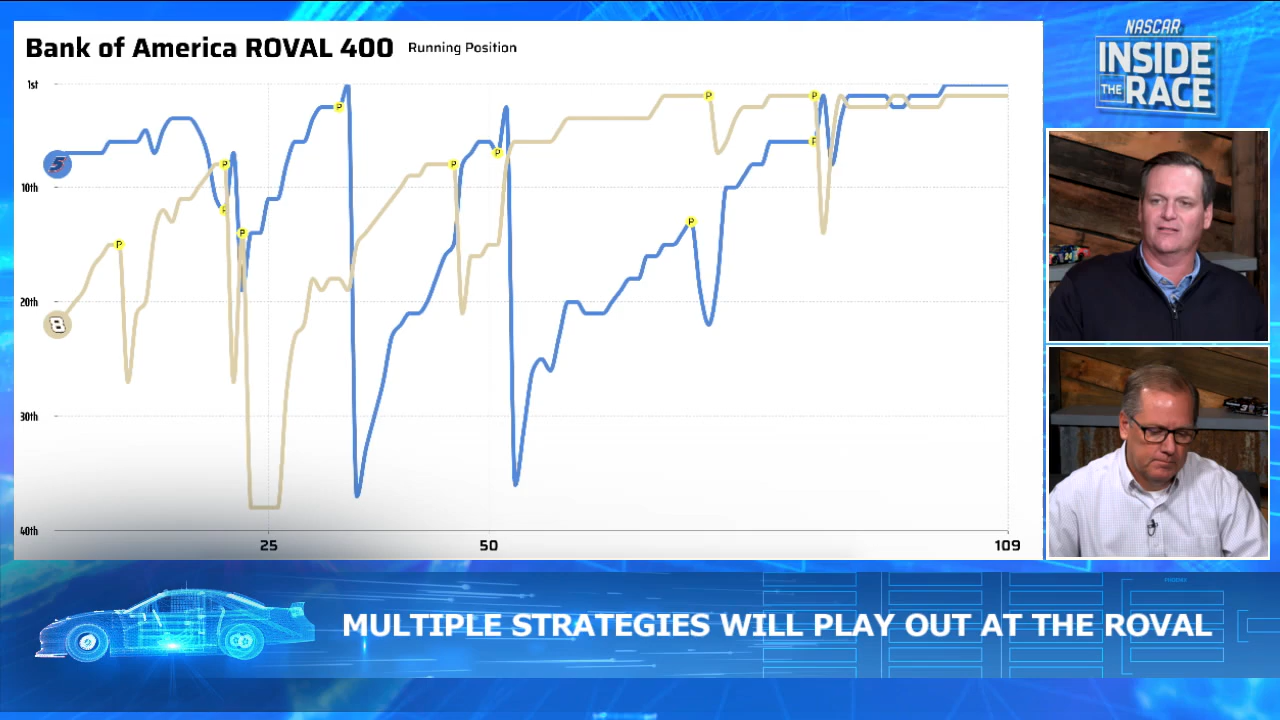 Bank of America ROVAL 400 Running Position
NASCAR
INSIDE
THE RACE
1st
10th
20th
30th
40th
5
8
P
P
P
P
P
P
P
P
P
P
P
P
25
50
109
24
MULTIPLE STRATEGIES WILL PLAY OUT AT THE ROVAL